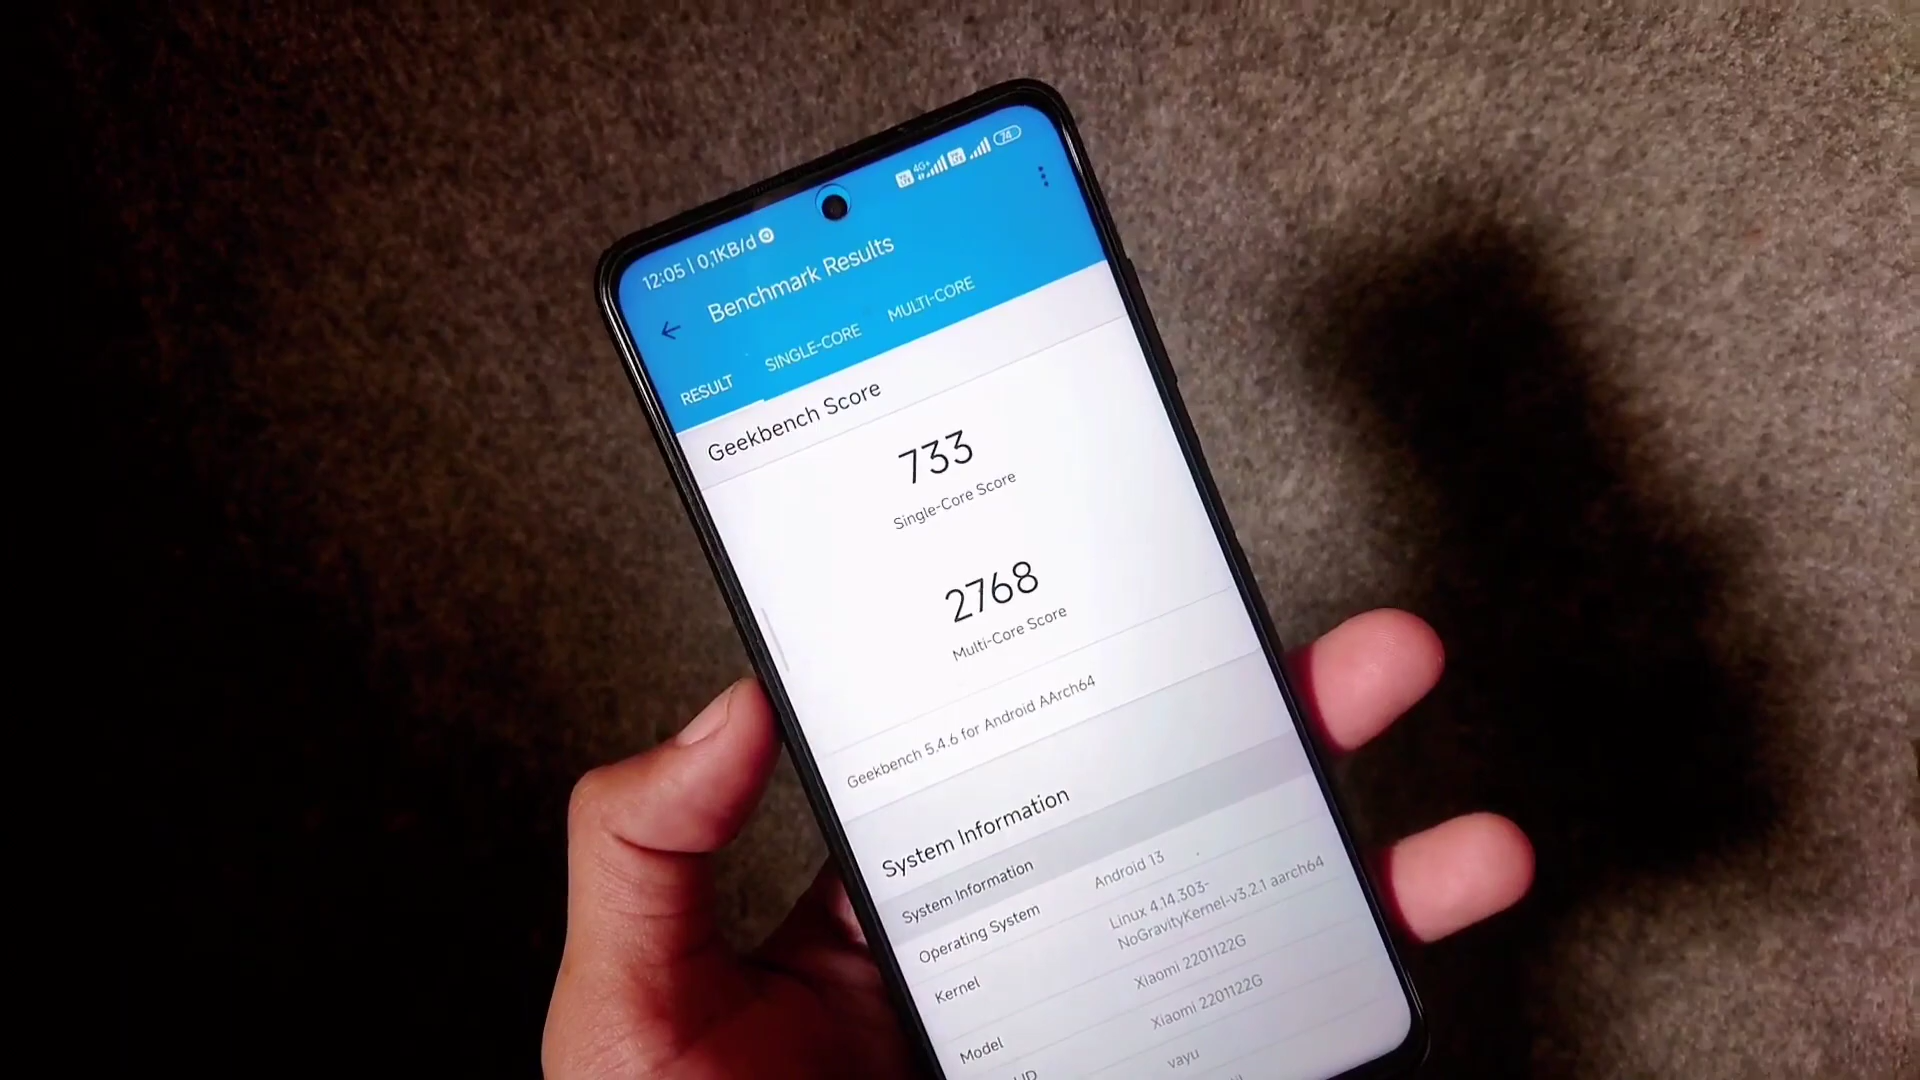 12:05 | 0,1KB/d
4G+
74
Benchmark Results
RESULT SINGLE-CORE MULTI-CORE
Geekbench Score
733
Single-Core Score
2768
Multi-Core Score
Geekbench 5.4.6 for Android AArch64
System Information
System Information
Operating System Android 13
Kernel Linux 4.14.303-
NoGravityKernel-v3.2.1 aarch64
Model Xiaomi 2201122G
Xiaomi 2201122G
vayu